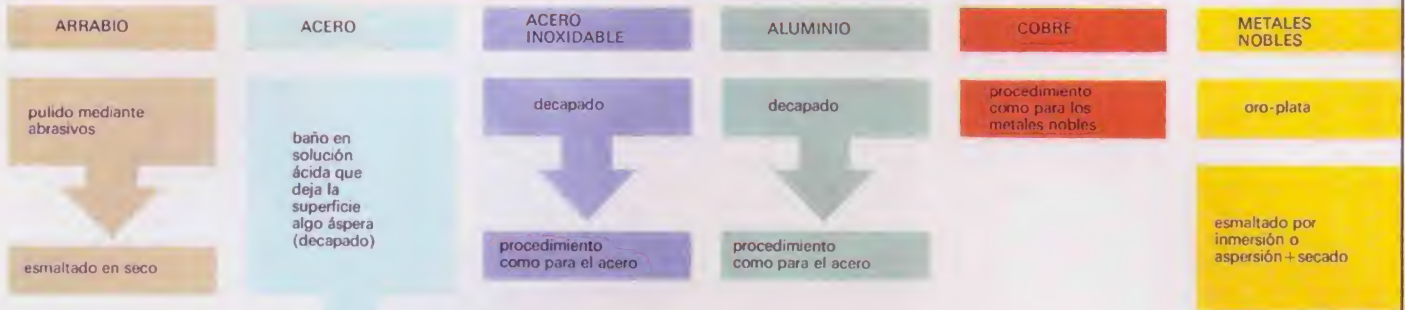 ARRABIO
ACERO
ACERO
INOXIDABLE
ALUMINIO
COBRE
METALES
NOBLES
pulido mediante
abrasivos
esmaltado en seco
baño en
solución
ácida que
deja la
superficie
algo áspera
(decapado)
decapado
procedimiento
como para el acero
decapado
procedimiento
como para el acero
procedimiento
como para los
metales nobles
oro-plata
esmaltado por
inmersión o
aspersión+secado